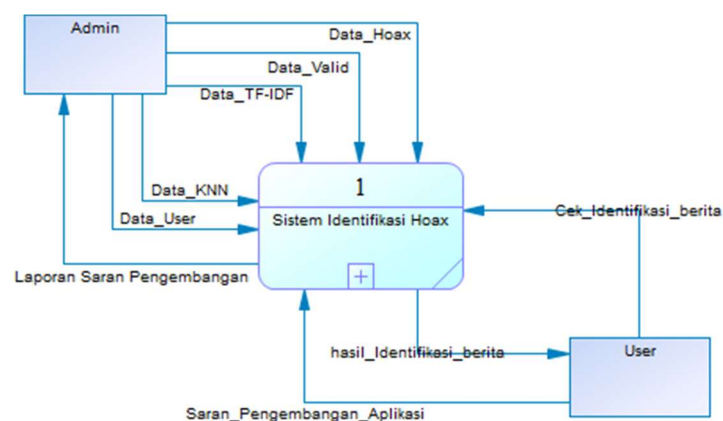 Admin
Data_Hoax
Data_Valid
Data_TF-IDF
Data_KNN
Data_User
1
Sistem Identifikasi Hoax
Cek_Identifikasi_berita
Laporan Saran Pengembangan
hasil_Identifikasi_berita
User
Saran_Pengembangan_Aplikasi